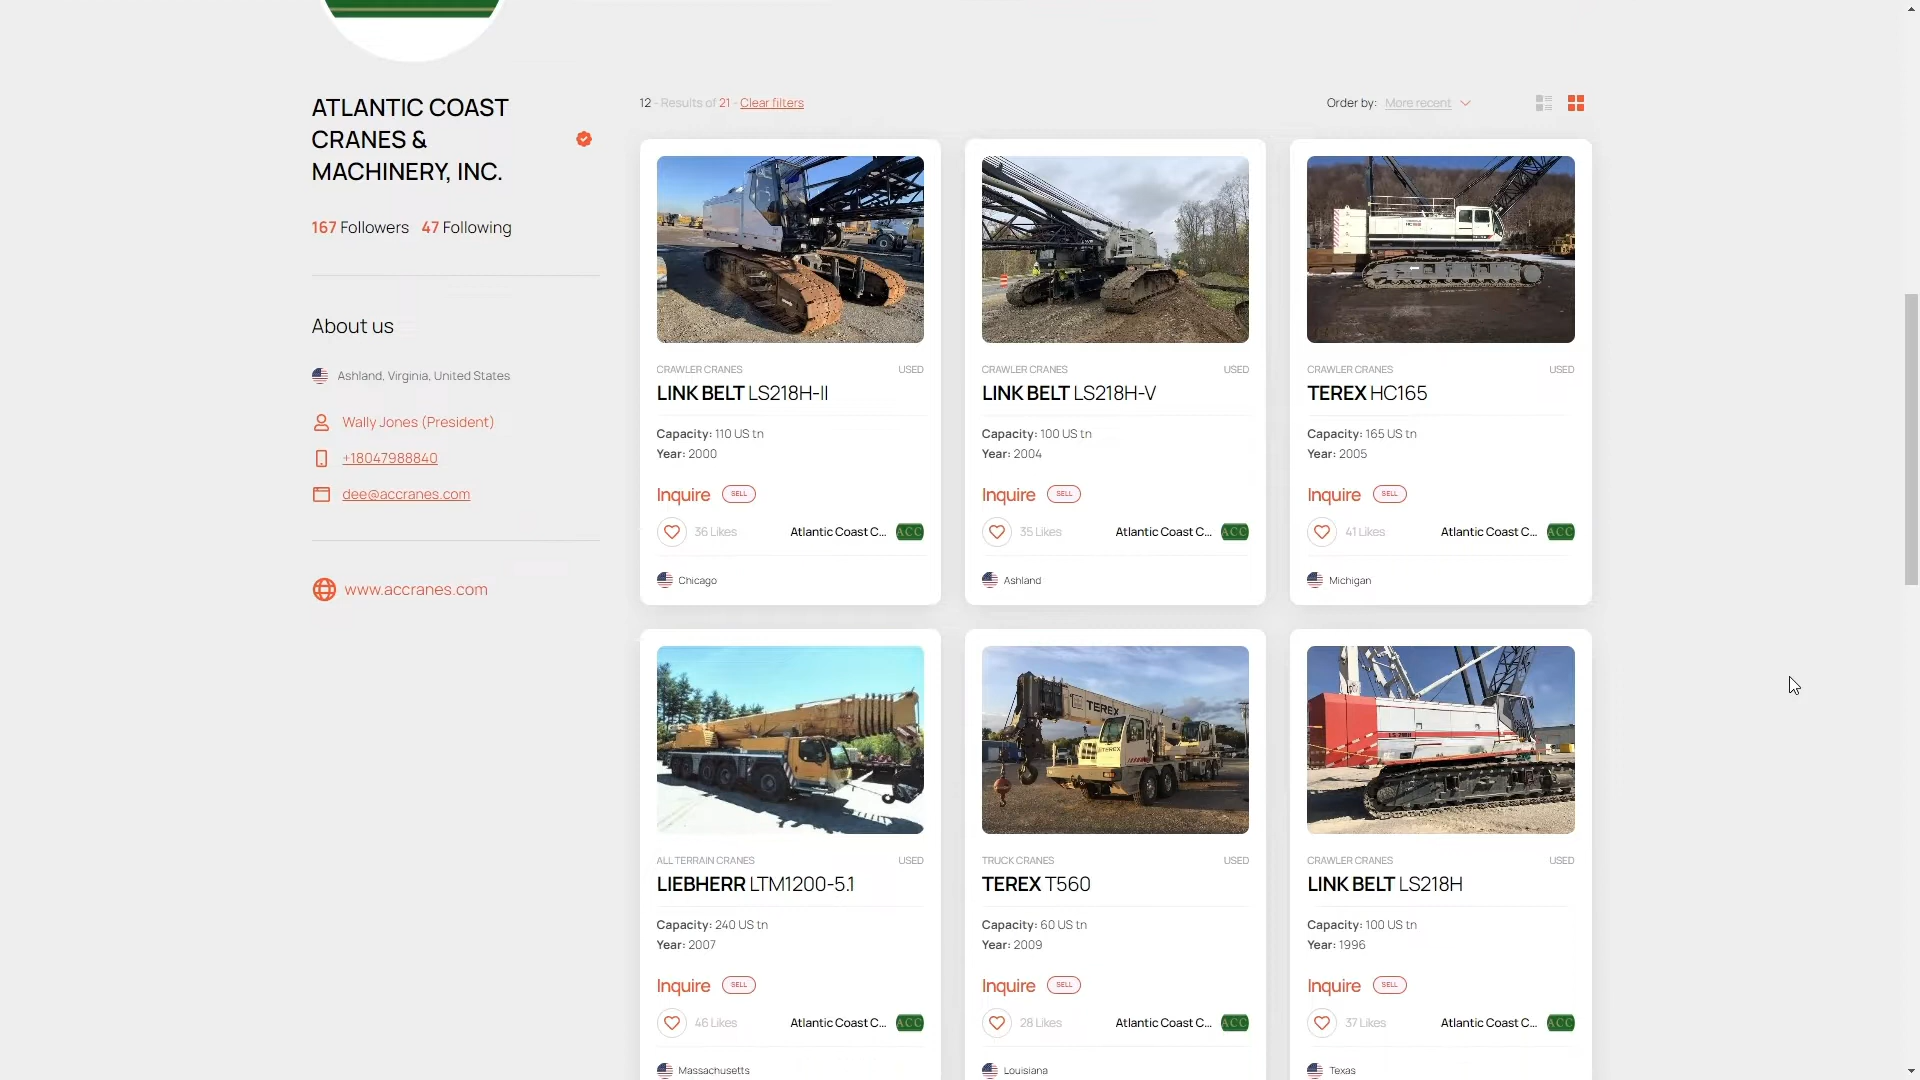 ATLANTIC COAST
CRANES &
MACHINERY, INC.
167 Followers 47 Following
About us
Ashland, Virginia, United States
Wally Jones (President)
+18047988840
dee@accranes.com
www.accranes.com
12 - Results of 21 - Clear filters
Order by: More recent
CRAWLER CRANES USED
LINK BELT LS218H-II
Capacity: 110 US tn
Year: 2000
Inquire SELL
36 Likes Atlantic Coast C... ACC
Chicago
CRAWLER CRANES USED
LINK BELT LS218H-V
Capacity: 100 US tn
Year: 2004
Inquire SELL
35 Likes Atlantic Coast C... ACC
Ashland
CRAWLER CRANES USED
TEREX HC165
Capacity: 165 US tn
Year: 2005
Inquire SELL
41 Likes Atlantic Coast C... ACC
Michigan
ALL TERRAIN CRANES USED
LIEBHERR LTM1200-5.1
Capacity: 240 US tn
Year: 2007
Inquire SELL
46 Likes Atlantic Coast C... ACC
Massachusetts
TEREX
TEREX
TRUCK CRANES USED
TEREX T560
Capacity: 60 US tn
Year: 2009
Inquire SELL
28 Likes Atlantic Coast C... ACC
Louisiana
CRAWLER CRANES USED
LINK BELT LS218H
Capacity: 100 US tn
Year: 1996
Inquire SELL
37 Likes Atlantic Coast C... ACC
Texas